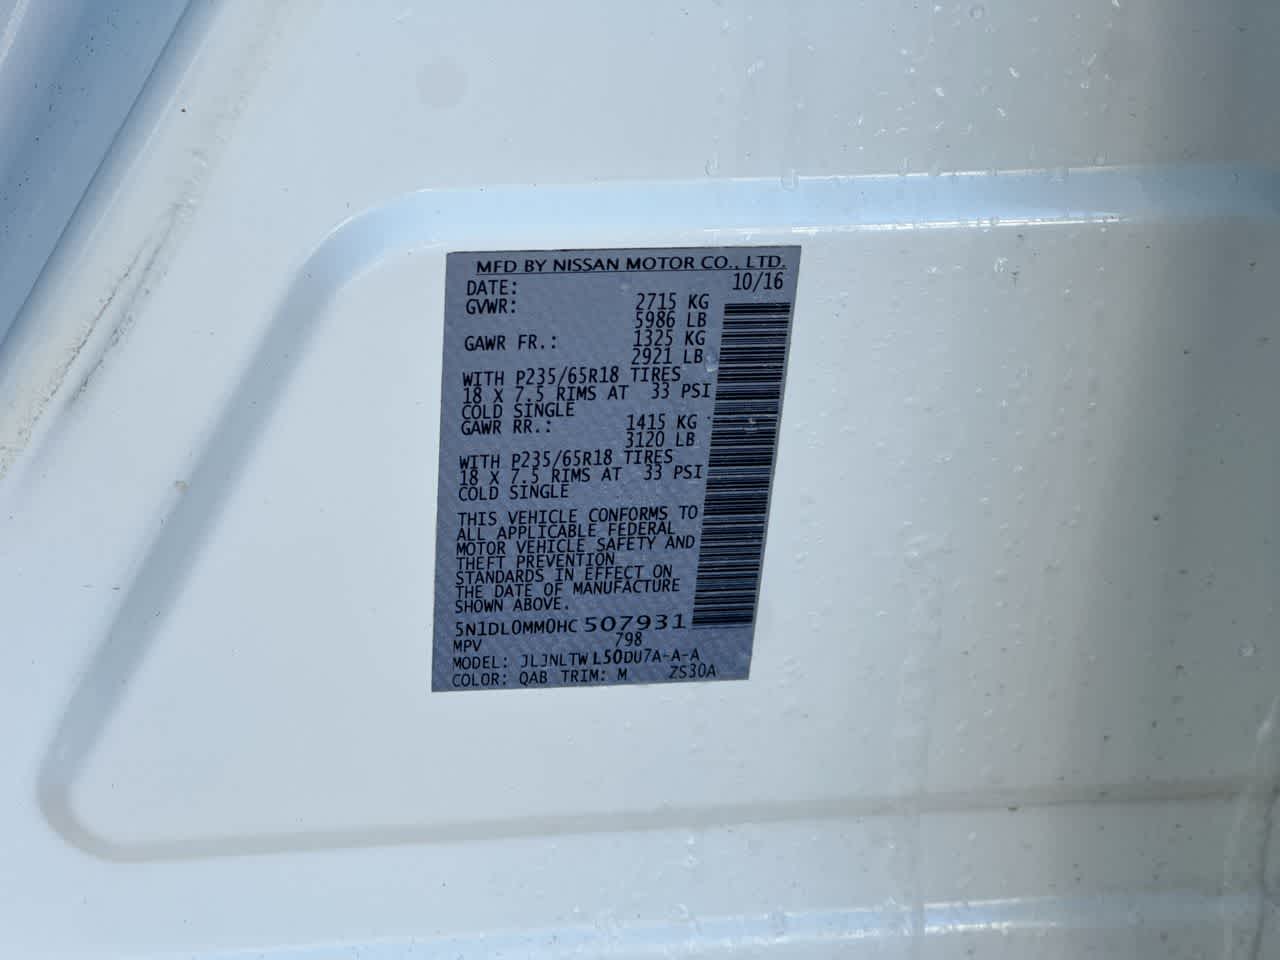 MFD BY NISSAN MOTOR CO., LTD.
DATE: 10/16
GVWR: 2715 KG
5986 LB
GAWR FR.: 1325 KG
2921 LB
WITH P235/65R18 TIRES
18 X 7.5 RIMS AT 33 PSI
COLD SINGLE
GAWR RR.: 1415 KG
3120 LB
WITH P235/65R18 TIRES
18 X 7.5 RIMS AT 33 PSI
COLD SINGLE
THIS VEHICLE CONFORMS TO
ALL APPLICABLE FEDERAL
MOTOR VEHICLE SAFETY AND
THEFT PREVENTION
STANDARDS IN EFFECT ON
THE DATE OF MANUFACTURE
SHOWN ABOVE.
5N1DL0MM0HC507931
MPV 798
MODEL: JLJNLTWL50DU7A-A-A
COLOR: QAB TRIM: M ZS30A